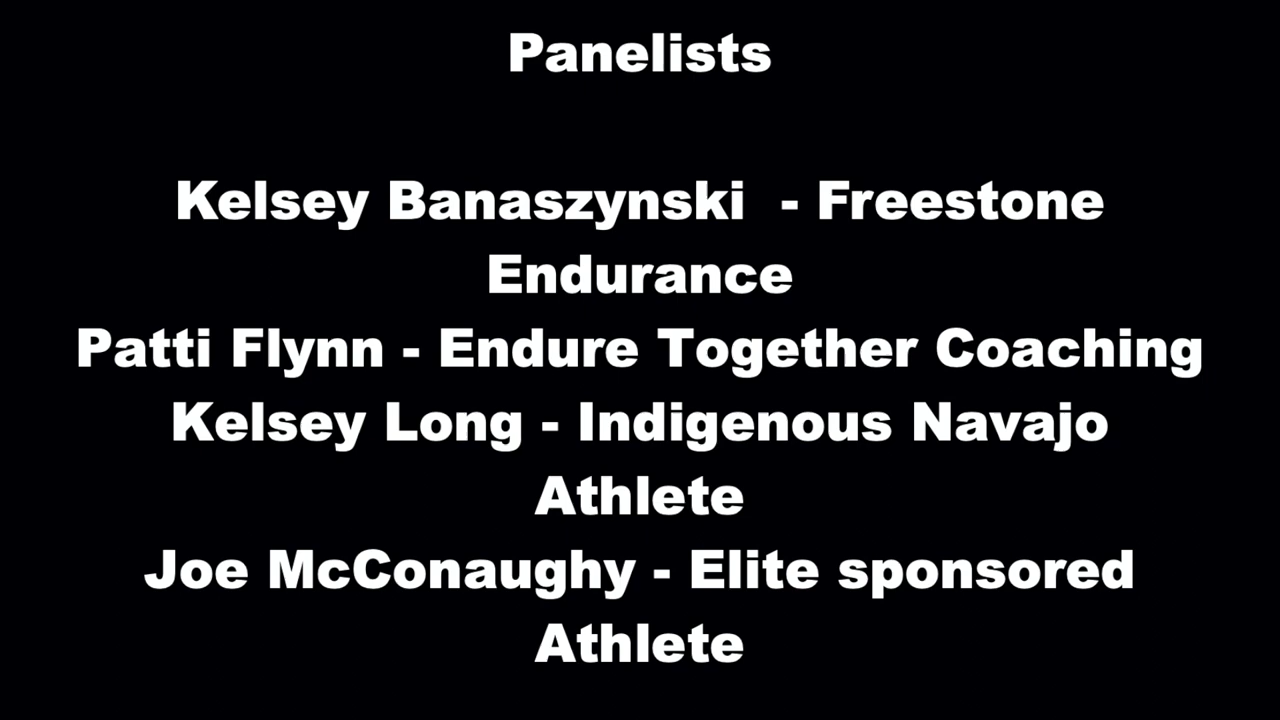 Panelists
Kelsey Banaszynski  - Freestone
Endurance
Patti Flynn - Endure Together Coaching
Kelsey Long - Indigenous Navajo
Athlete
Joe McConaughy - Elite sponsored
Athlete